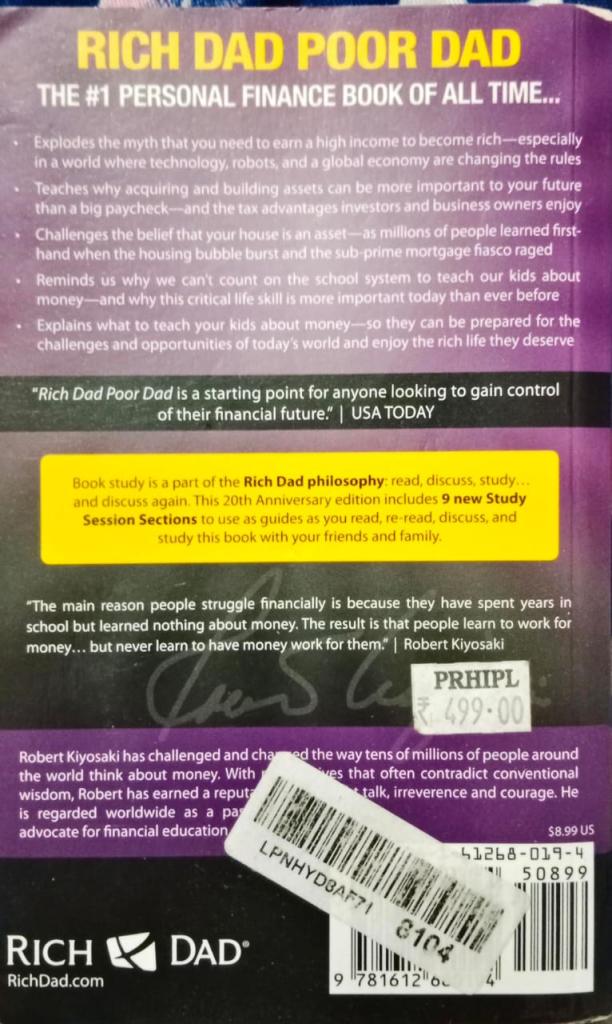 RICH DAD POOR DAD
THE #1 PERSONAL FINANCE BOOK OF ALL TIME...
• Explodes the myth that you need to earn a high income to become rich—especially
in a world where technology, robots, and a global economy are changing the rules
• Teaches why acquiring and building assets can be more important to your future
than a big paycheck—and the tax advantages investors and business owners enjoy
• Challenges the belief that your house is an asset—as millions of people learned first-
hand when the housing bubble burst and the sub-prime mortgage fiasco raged
• Reminds us why we can't count on the school system to teach our kids about
money—and why this critical life skill is more important today than ever before
• Explains what to teach your kids about money—so they can be prepared for the
challenges and opportunities of today's world and enjoy the rich life they deserve
"Rich Dad Poor Dad is a starting point for anyone looking to gain control
of their financial future." | USA TODAY
Book study is a part of the Rich Dad philosophy: read, discuss, study...
and discuss again. This 20th Anniversary edition includes 9 new Study
Session Sections to use as guides as you read, re-read, discuss, and
study this book with your friends and family.
"The main reason people struggle financially is because they have spent years in
school but learned nothing about money. The result is that people learn to work for
money... but never learn to have money work for them." | Robert Kiyosaki
PRHIPL
₹ 499.00
Robert Kiyosaki has challenged and changed the way tens of millions of people around
the world think about money. With that often contradict conventional
wisdom, Robert has earned a talk, irreverence and courage. He
is regarded worldwide as a
advocate for financial education
$8.99 US
61268-019-4
50899
LPNHYD3AF71
6104
9 781612 6 4
RICH DAD®
RichDad.com